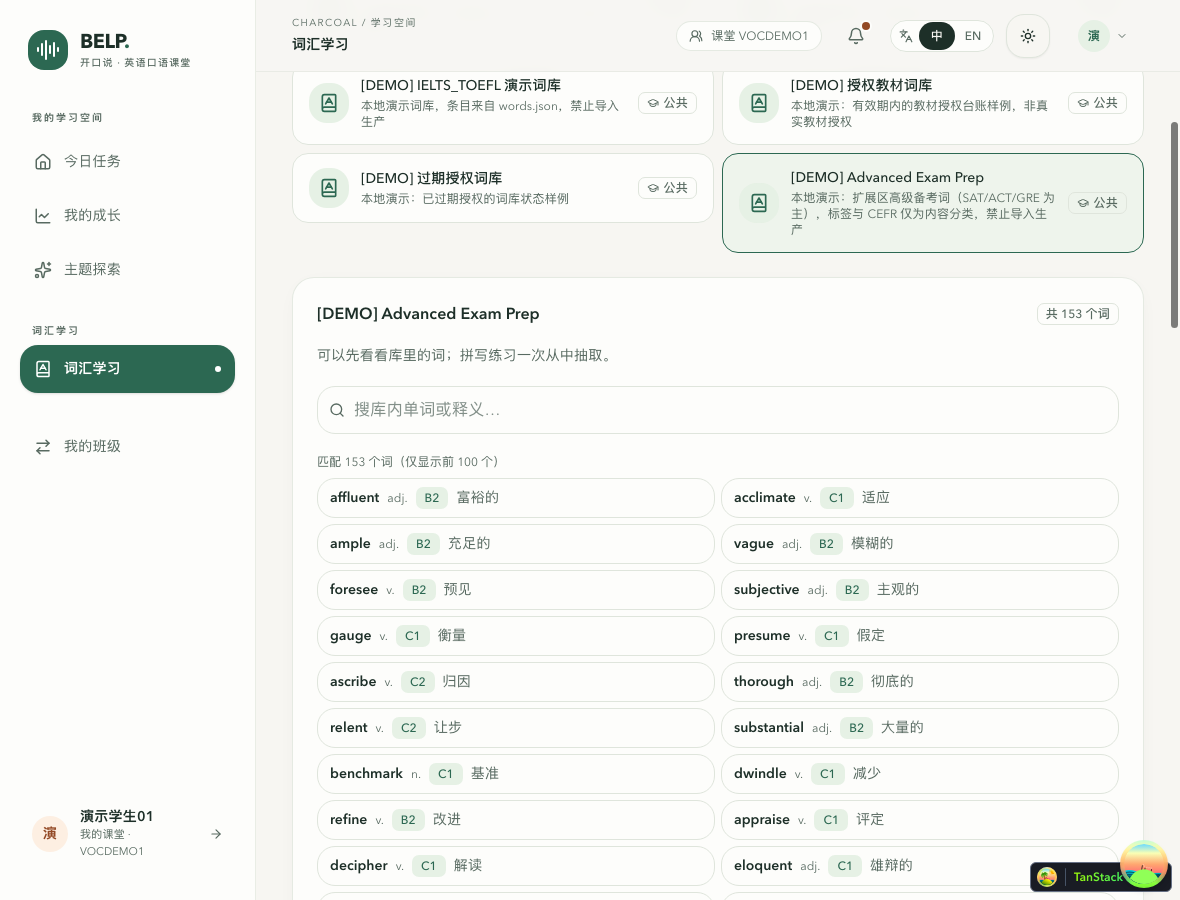 BELP.
开口说 · 英语口语课堂
我的学习空间
今日任务
我的成长
主题探索
词汇学习
词汇学习
我的班级
演
演示学生01
我的课堂 ·
VOCDEMO1
CHARCOAL / 学习空间
词汇学习
课堂 VOCDEMO1
中
EN
演
[DEMO] IELTS_TOEFL 演示词库
本地演示词库，条目来自 words.json，禁止导入
生产
公共
[DEMO] 授权教材词库
本地演示：有效期内的教材授权台账样例，非真
实教材授权
公共
[DEMO] 过期授权词库
本地演示：已过期授权的词库状态样例
公共
[DEMO] Advanced Exam Prep
本地演示：扩展区高级备考词（SAT/ACT/GRE 为
主），标签与 CEFR 仅为内容分类，禁止导入生
产
公共
[DEMO] Advanced Exam Prep
共 153 个词
可以先看看库里的词；拼写练习一次从中抽取。
搜库内单词或释义…
匹配 153 个词（仅显示前 100 个）
affluent adj. B2 富裕的
acclimate v. C1 适应
ample adj. B2 充足的
vague adj. B2 模糊的
foresee v. B2 预见
subjective adj. B2 主观的
gauge v. C1 衡量
presume v. C1 假定
ascribe v. C2 归因
thorough adj. B2 彻底的
relent v. C2 让步
substantial adj. B2 大量的
benchmark n. C1 基准
dwindle v. C1 减少
refine v. B2 改进
appraise v. C1 评定
decipher v. C1 解读
eloquent adj. C1 雄辩的
TanStack